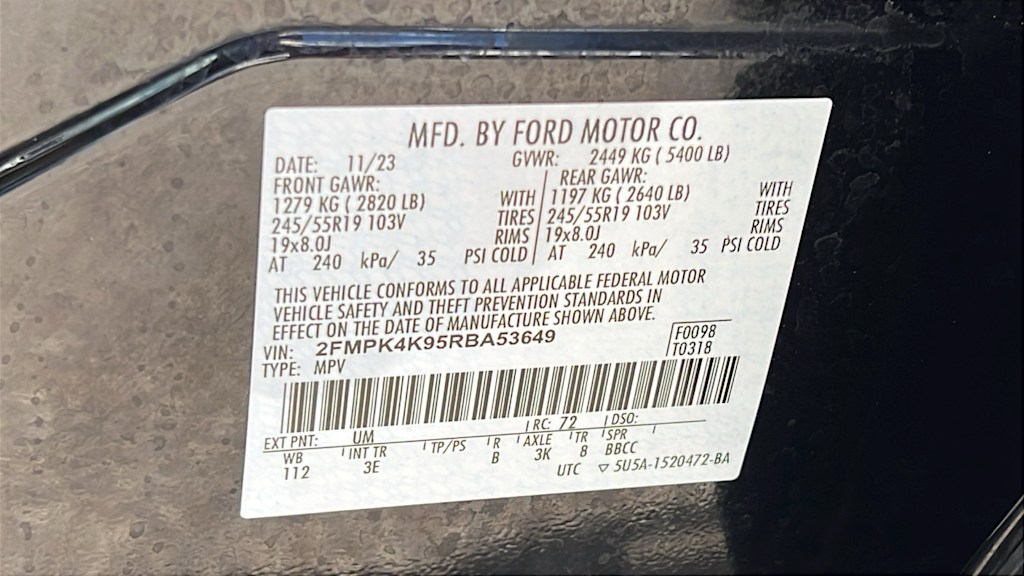 MFD. BY FORD MOTOR CO.
DATE: 11/23 GVWR: 2449 KG ( 5400 LB)
FRONT GAWR: REAR GAWR:
1279 KG ( 2820 LB) WITH 1197 KG ( 2640 LB) WITH
245/55R19 103V TIRES 245/55R19 103V TIRES
19x8.0J RIMS 19x8.0J RIMS
AT 240 kPa/ 35 PSI COLD AT 240 kPa/ 35 PSI COLD
THIS VEHICLE CONFORMS TO ALL APPLICABLE FEDERAL MOTOR
VEHICLE SAFETY AND THEFT PREVENTION STANDARDS IN
EFFECT ON THE DATE OF MANUFACTURE SHOWN ABOVE.
VIN: 2FMPK4K95RBA53649 F0098
TYPE: MPV T0318
EXT PNT: UM RC: 72 DSO:
WB INT TR TP/PS R AXLE TR SPR
112 3E B 3K 8 BBCC
UTC ▽ 5U5A-1520472-BA